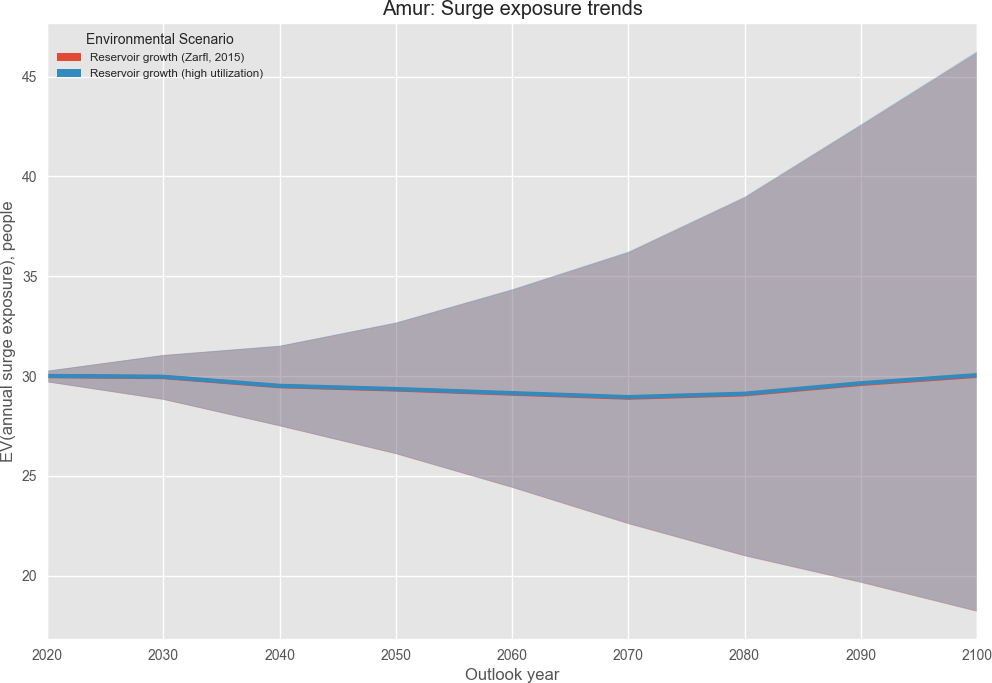 Amur: Surge exposure trends
Environmental Scenario
Reservoir growth (Zarfl, 2015)
Reservoir growth (high utilization)
EV(annual surge exposure), people
45
40
35
30
25
20
2020 2030 2040 2050 2060 2070 2080 2090 2100
Outlook year